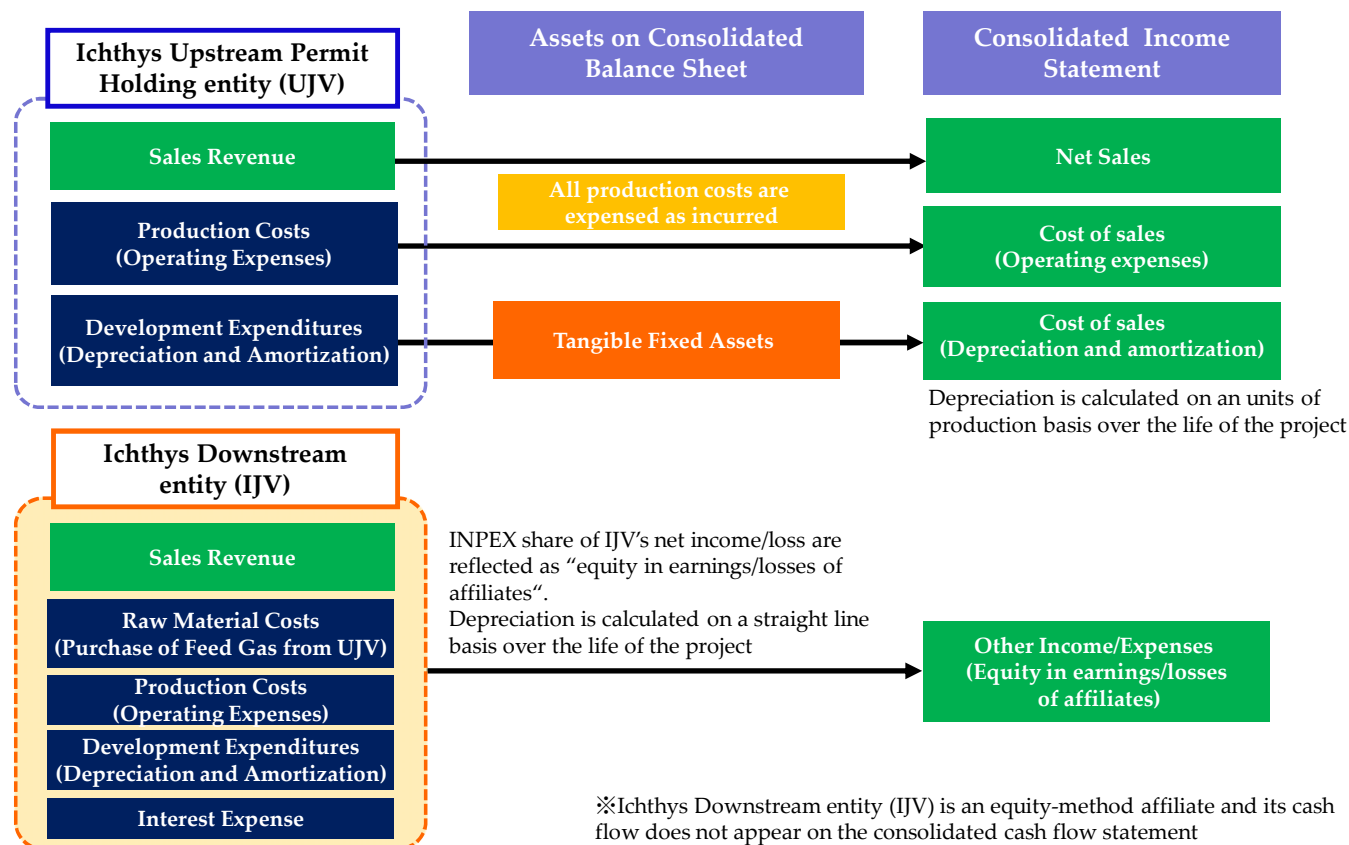 Ichthys Upstream Permit
Holding entity (UJV)
Assets on Consolidated
Balance Sheet
Consolidated Income
Statement
Sales Revenue
Net Sales
All production costs are
expensed as incurred
Production Costs
(Operating Expenses)
Cost of sales
(Operating expenses)
Development Expenditures
(Depreciation and Amortization)
Tangible Fixed Assets
Cost of sales
(Depreciation and amortization)
Depreciation is calculated on an units of
production basis over the life of the project
Ichthys Downstream
entity (IJV)
Sales Revenue
Raw Material Costs
(Purchase of Feed Gas from UJV)
Production Costs
(Operating Expenses)
Development Expenditures
(Depreciation and Amortization)
Interest Expense
INPEX share of IJV’s net income/loss are
reflected as “equity in earnings/losses of
affiliates“.
Depreciation is calculated on a straight line
basis over the life of the project
Other Income/Expenses
(Equity in earnings/losses
of affiliates)
※Ichthys Downstream entity (IJV) is an equity-method affiliate and its cash
flow does not appear on the consolidated cash flow statement